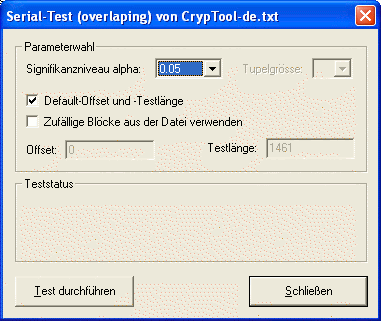 Serial-Test (overlaping) von CrypTool-de.txt
Parameterwahl
Signifikanzniveau alpha: 0.05 Tupelgrösse:
Default-Offset und -Testlänge
Zufällige Blöcke aus der Datei verwenden
Offset: 0 Testlänge: 1461
Teststatus
Test durchführen Schließen